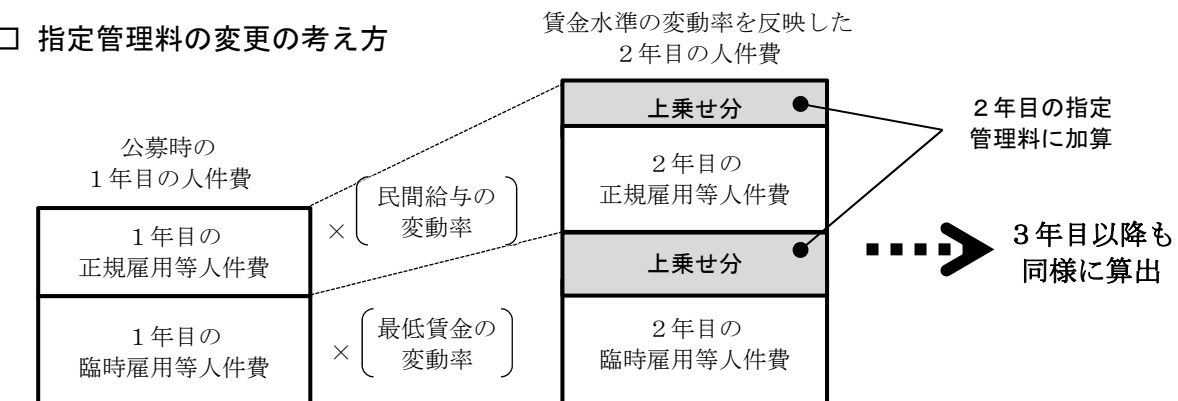 □ 指定管理料の変更の考え方
賃金水準の変動率を反映した
２年目の人件費
公募時の
１年目の人件費
１年目の
正規雇用等人件費
１年目の
臨時雇用等人件費
×
民間給与の
変動率
×
最低賃金の
変動率
上乗せ分
２年目の
正規雇用等人件費
上乗せ分
２年目の
臨時雇用等人件費
２年目の指定
管理料に加算
３年目以降も
同様に算出